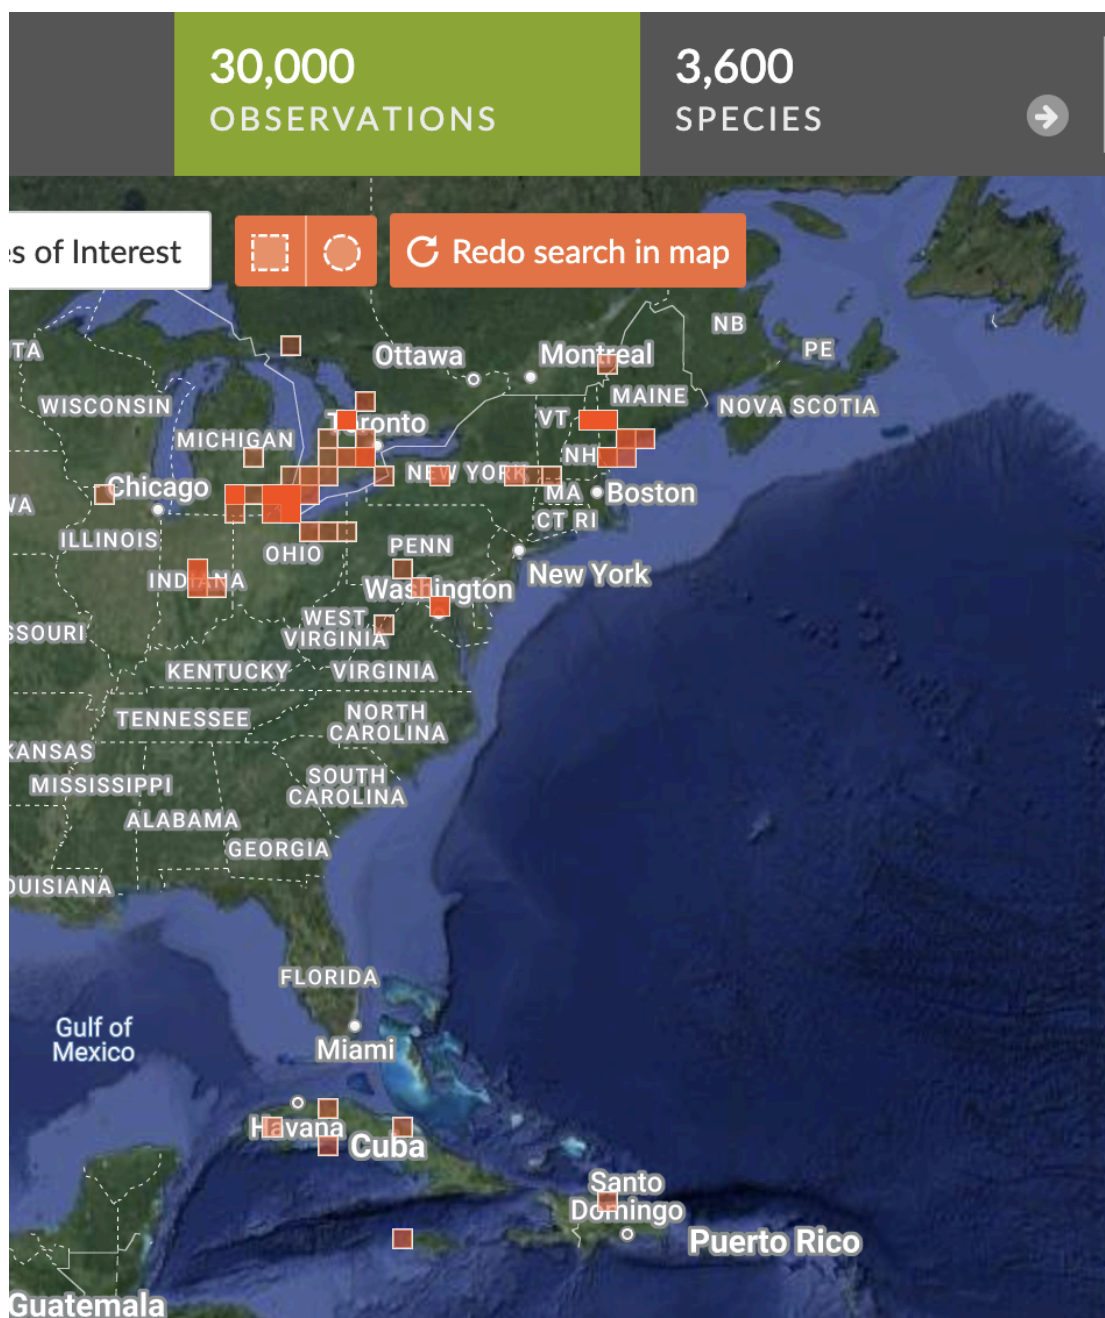 30,000
OBSERVATIONS
3,600
SPECIES
s of Interest
Redo search in map
NB
Ottawa
Montreal
PE
TA
MAINE
WISCONSIN
NOVA SCOTIA
VT
Toronto
MICHIGAN
NH
NEW YORK
Chicago
MA
Boston
VA
CT RI
ILLINOIS
PENN
OHIO
New York
INDIANA
Washington
WEST
VIRGINIA
SSOURI
KENTUCKY
VIRGINIA
NORTH
CAROLINA
TENNESSEE
KANSAS
SOUTH
CAROLINA
MISSISSIPPI
ALABAMA
GEORGIA
OUISIANA
FLORIDA
Gulf of
Mexico
Miami
Havana
Cuba
Santo
Domingo
Puerto Rico
Guatemala